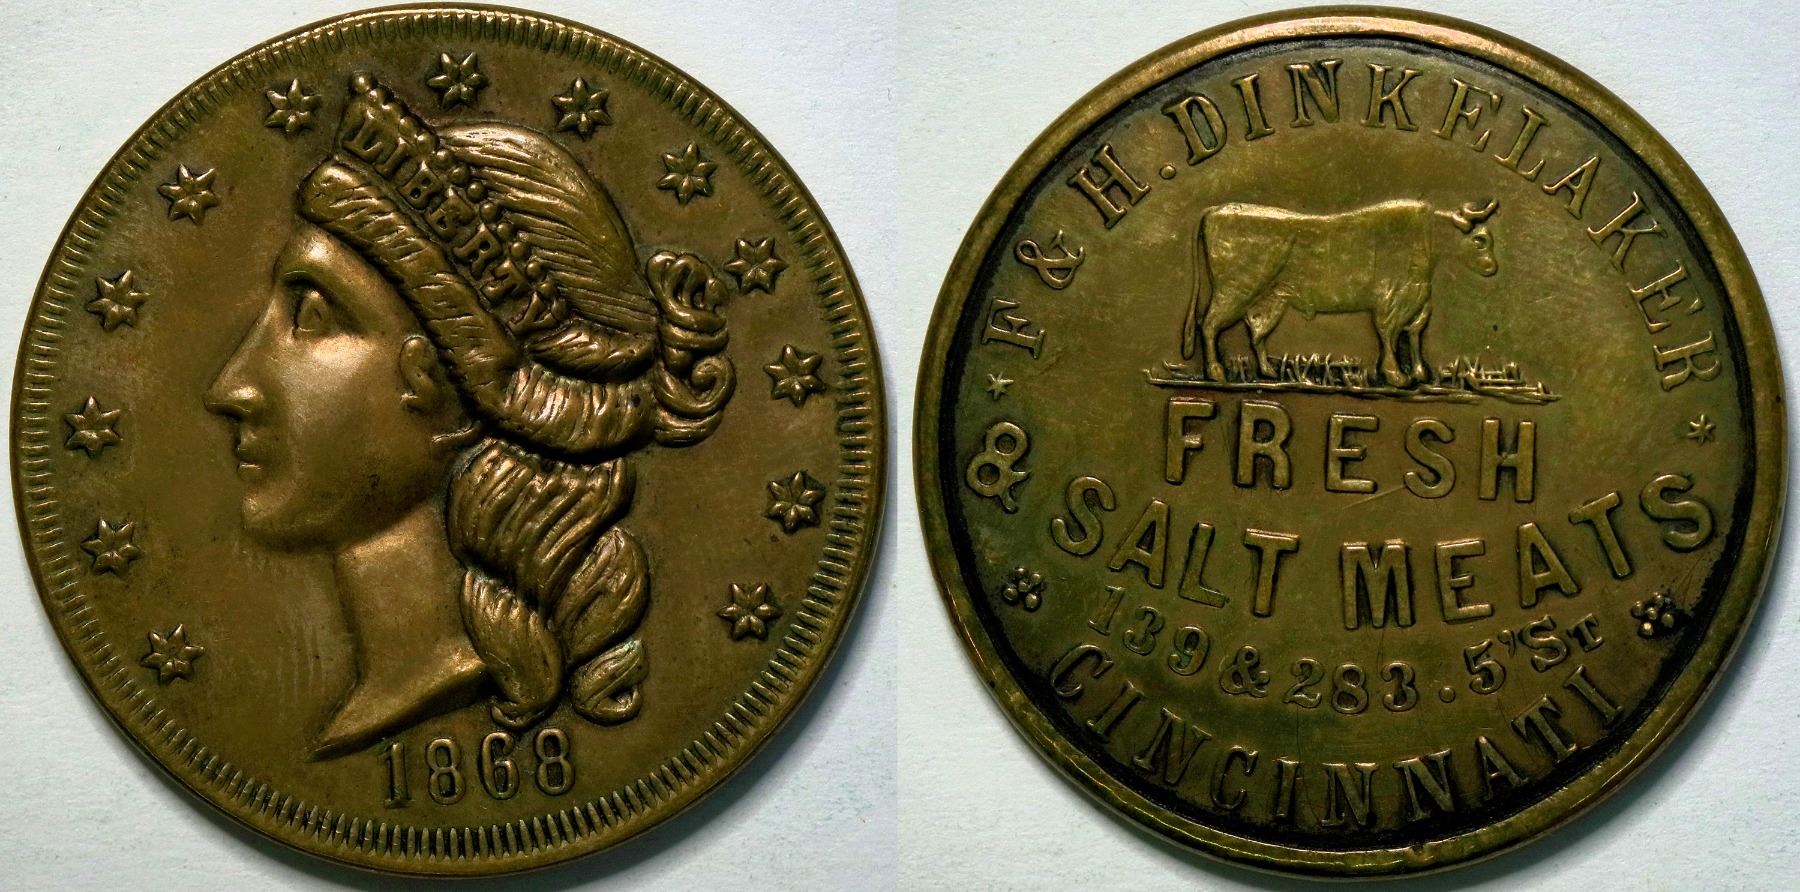 LIBERTY
1868
F & H. DINKELAKER
FRESH
& SALT MEATS
139 & 283. 5'ST
CINCINNATI